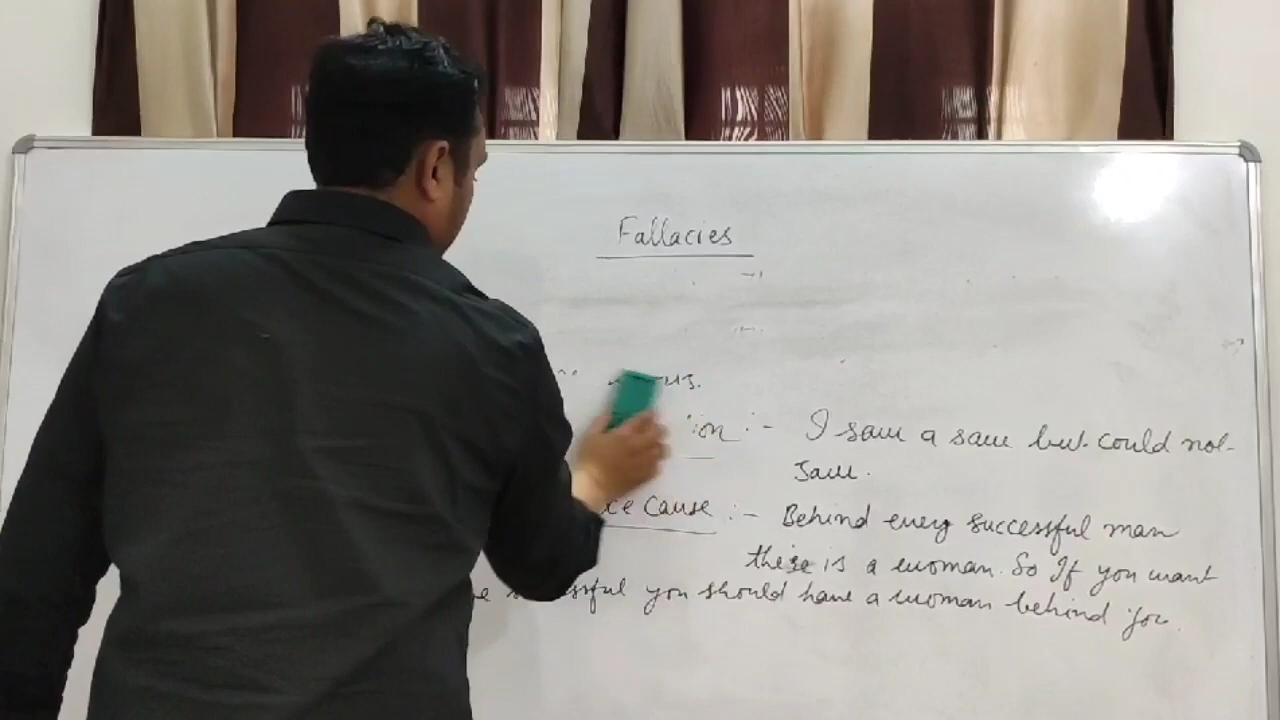 Fallacies
ion :- I saw a saw but could not
saw.
ce Cause :- Behind every successful man
there is a woman. So If you want
you should have a woman behind you.